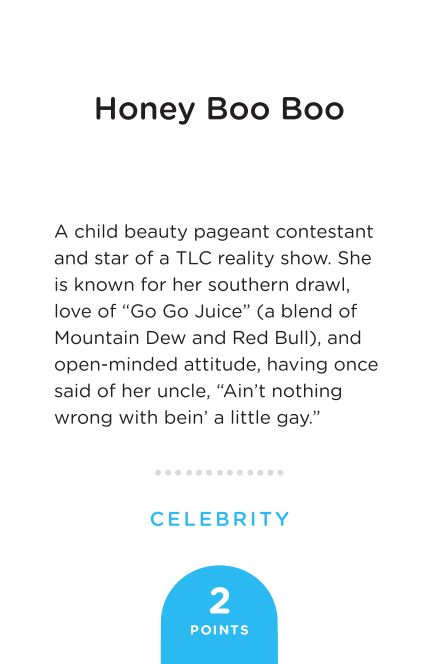 Honey Boo Boo
A child beauty pageant contestant
and star of a TLC reality show. She
is known for her southern drawl,
love of “Go Go Juice” (a blend of
Mountain Dew and Red Bull), and
open-minded attitude, having once
said of her uncle, “Ain’t nothing
wrong with bein’ a little gay.”
CELEBRITY
2
POINTS